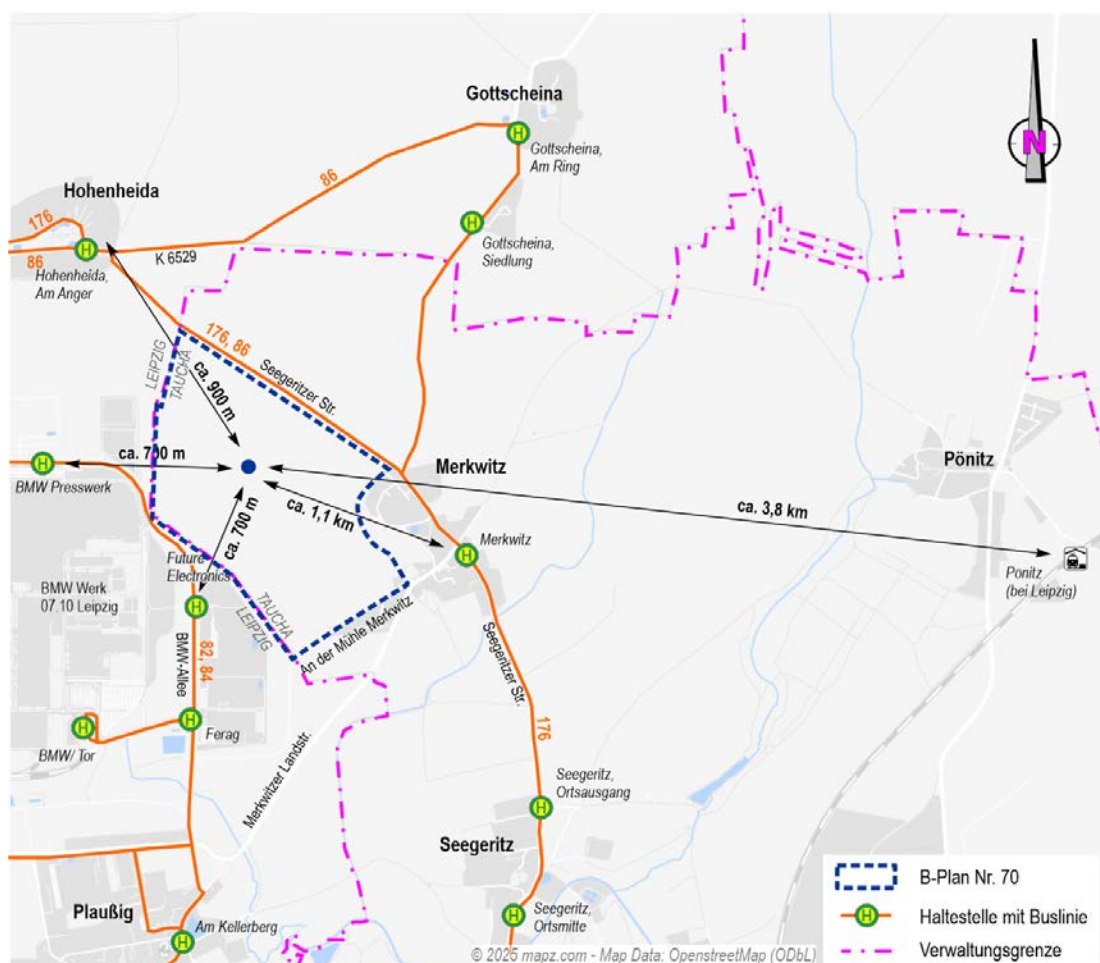 Gottscheina
H
Gottscheina,
Am Ring
N
Hohenheida
176
86
86
H
H
K 6529
Hohenheida,
Am Anger
H
Gottscheina,
Siedlung
176, 86
Seegeritzer Str.
LEIPZIG
TAUCHA
ca. 900 m
H
BMW Presswerk
ca. 700 m
Merkwitz
Pönitz
ca. 3,8 km
ca. 1,1 km
ca. 700 m
H
Merkwitz
Ponitz
(bei Leipzig)
Future
Electronics
BMW Werk
07.10 Leipzig
H
TAUCHA
LEIPZIG
An der Mühle Merkwitz
82, 84
BMW-Allee
Seegeritzer Str.
176
H
BMW/ Tor
H
Ferag
Merkwitzer Landstr.
H
Seegeritz,
Ortsausgang
Seegeritz
Plaußig
H
Am Kellerberg
H
Seegeritz,
Ortsmitte
B-Plan Nr. 70
H
Haltestelle mit Buslinie
Verwaltungsgrenze
© 2025 mapz.com - Map Data: OpenstreetMap (ODbL)